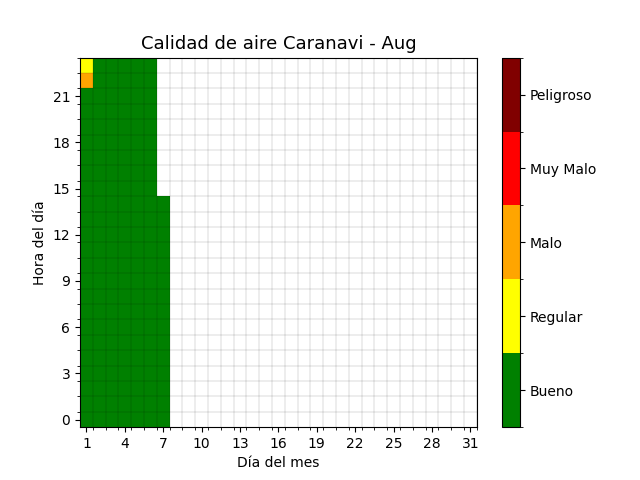 Calidad de aire Caranavi - Aug
Hora del día
21
18
15
12
9
6
3
0
1 4 7 10 13 16 19 22 25 28 31
Día del mes
Peligroso
Muy Malo
Malo
Regular
Bueno